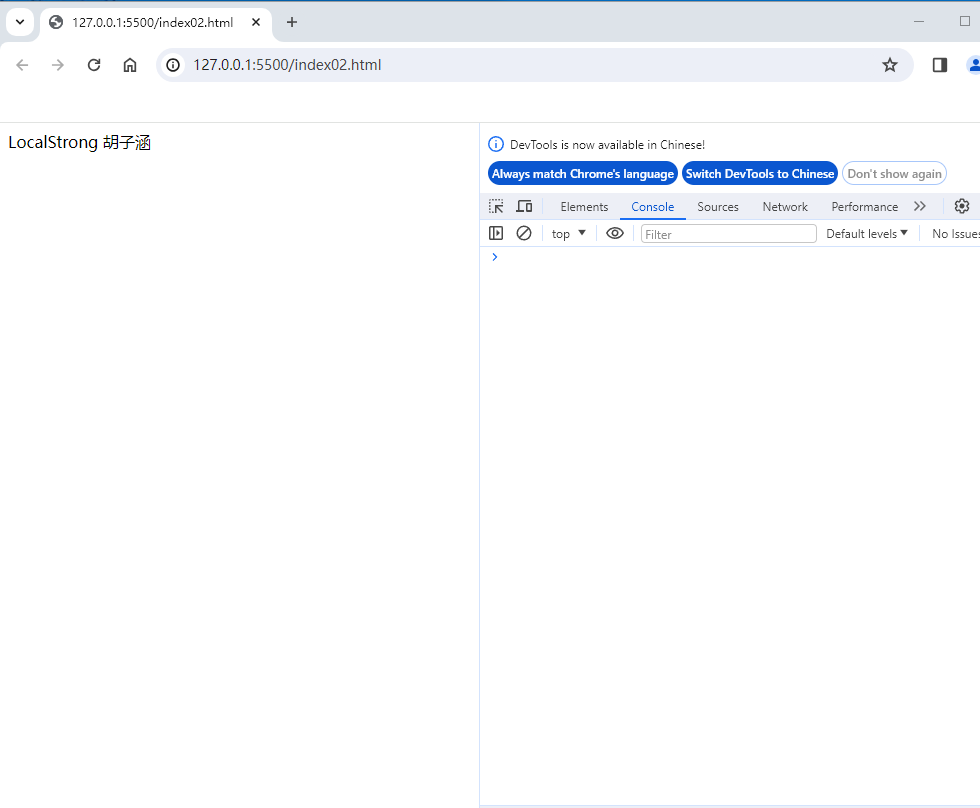 127.0.0.1:5500/index02.html
127.0.0.1:5500/index02.html
LocalStrong 胡子涵
DevTools is now available in Chinese!
Always match Chrome's language Switch DevTools to Chinese Don't show again
Elements Console Sources Network Performance
top Filter Default levels No Issues